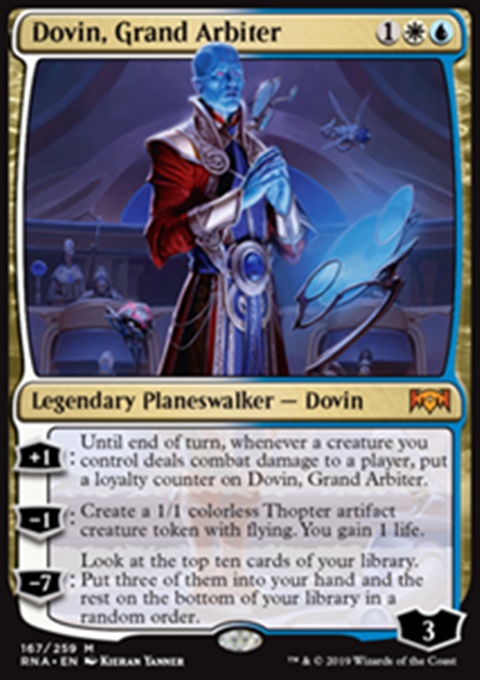 Dovin, Grand Arbiter 1
Legendary Planeswalker — Dovin
+1: Until end of turn, whenever a creature you
control deals combat damage to a player, put
a loyalty counter on Dovin, Grand Arbiter.
-1: Create a 1/1 colorless Thopter artifact
creature token with flying. You gain 1 life.
-7: Look at the top ten cards of your library.
Put three of them into your hand and the
rest on the bottom of your library in a
random order.
3
167/259 M
RNA • EN Kieran Yanner
™ & © 2019 Wizards of the Coast